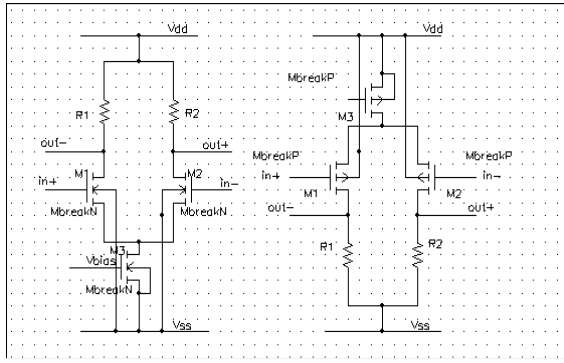 Vdd
R1
R2
out-
out+
M1
M2
in+
in-
MbreakN
MbreakN
M3
Vbias
MbreakN
Vss
Vdd
MbreakP
M3
MbreakP
MbreakP
in+
in-
M1
M2
out-
out+
R1
R2
Vss